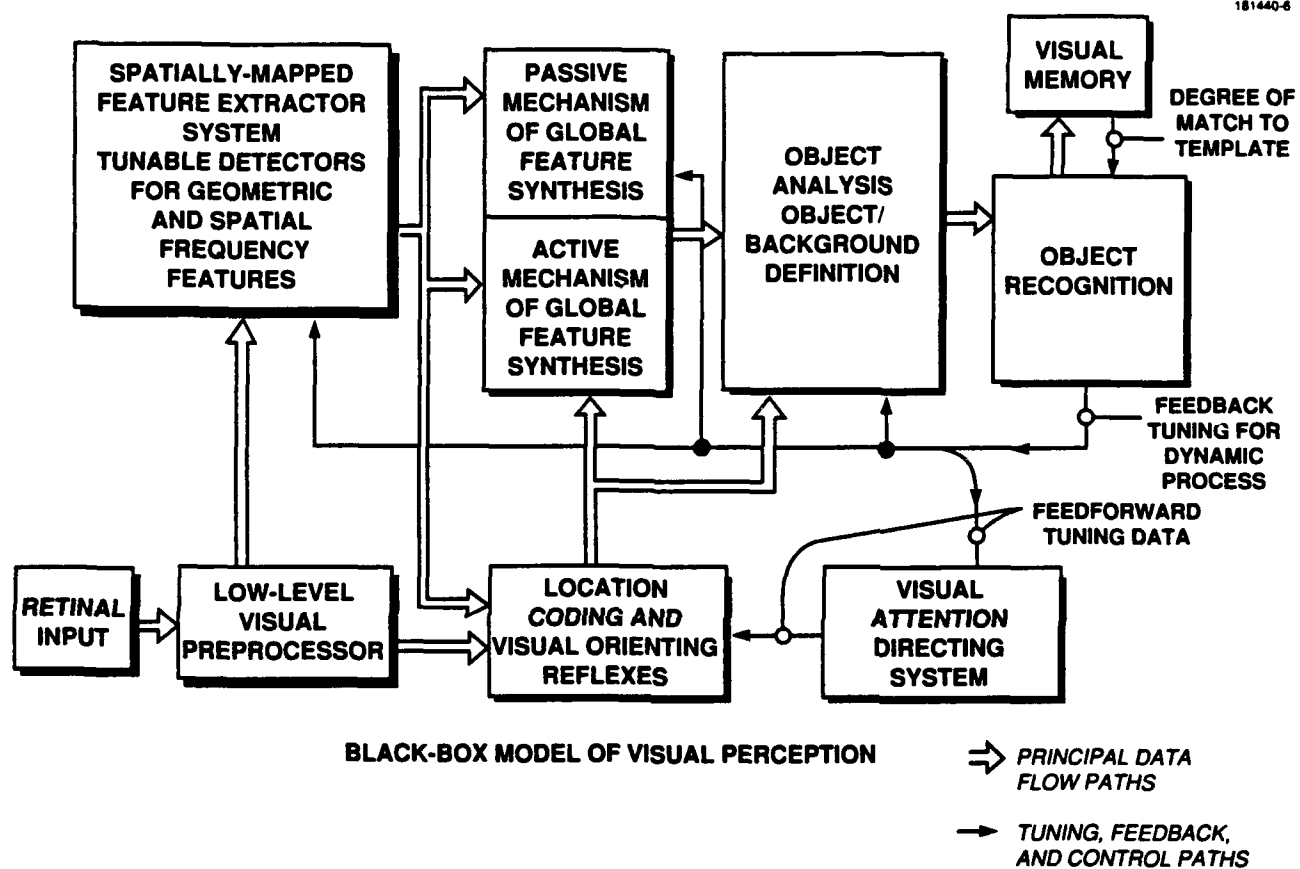 181440-6
SPATIALLY-MAPPED
FEATURE EXTRACTOR
SYSTEM
TUNABLE DETECTORS
FOR GEOMETRIC
AND SPATIAL
FREQUENCY
FEATURES
PASSIVE
MECHANISM
OF GLOBAL
FEATURE
SYNTHESIS
ACTIVE
MECHANISM
OF GLOBAL
FEATURE
SYNTHESIS
OBJECT
ANALYSIS
OBJECT/
BACKGROUND
DEFINITION
VISUAL
MEMORY
DEGREE OF
MATCH TO
TEMPLATE
OBJECT
RECOGNITION
FEEDBACK
TUNING FOR
DYNAMIC
PROCESS
FEEDFORWARD
TUNING DATA
RETINAL
INPUT
LOW-LEVEL
VISUAL
PREPROCESSOR
LOCATION
CODING AND
VISUAL ORIENTING
REFLEXES
VISUAL
ATTENTION
DIRECTING
SYSTEM
BLACK-BOX MODEL OF VISUAL PERCEPTION
PRINCIPAL DATA
FLOW PATHS
TUNING, FEEDBACK,
AND CONTROL PATHS